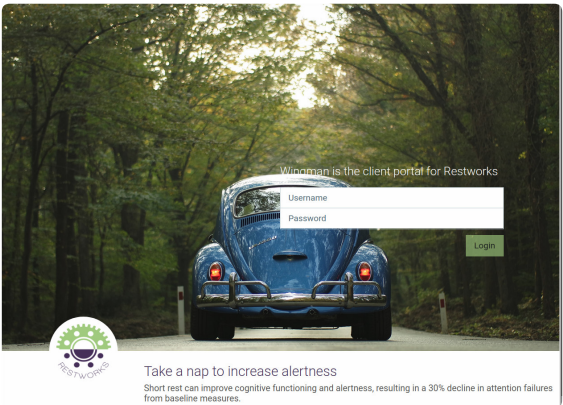 Wingman is the client portal for Restworks
Username
Password
Login
RESTWORKS
Take a nap to increase alertness
Short rest can improve cognitive functioning and alertness, resulting in a 30% decline in attention failures
from baseline measures.